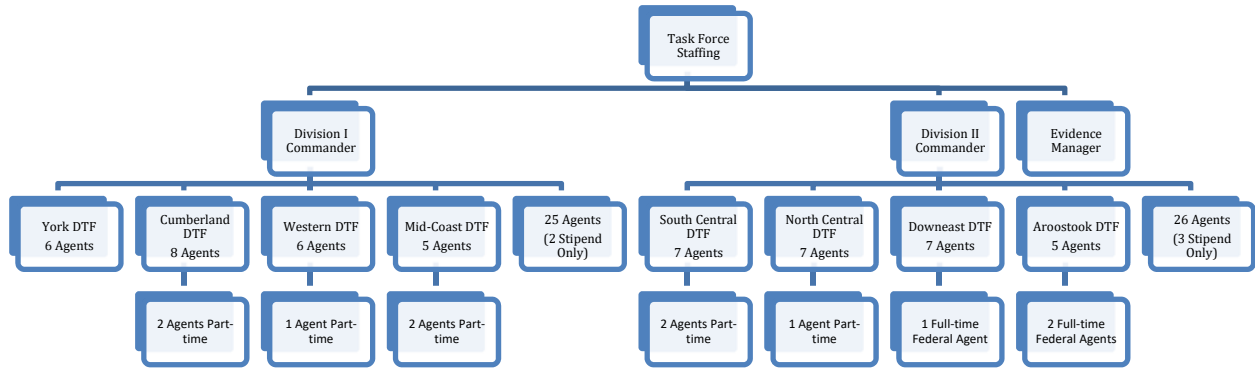 Task Force
Staffing
Division I
Commander
Division II
Commander
Evidence
Manager
York DTF
6 Agents
Cumberland
DTF
8 Agents
Western DTF
6 Agents
Mid-Coast DTF
5 Agents
25 Agents
(2 Stipend
Only)
South Central
DTF
7 Agents
North Central
DTF
7 Agents
Downeast DTF
7 Agents
Aroostook DTF
5 Agents
26 Agents
(3 Stipend
Only)
2 Agents Part-
time
1 Agent Part-
time
2 Agents Part-
time
2 Agents Part-
time
1 Agent Part-
time
1 Full-time
Federal Agent
2 Full-time
Federal Agents